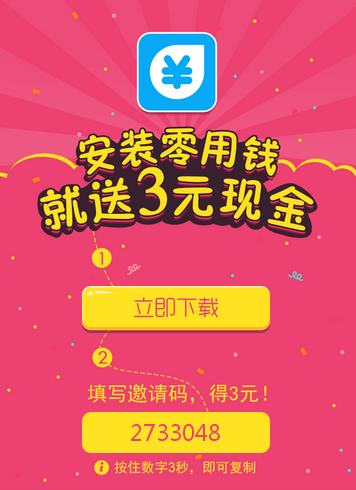 ¥
安装零用钱
就送3元现金
1
立即下载
2
填写邀请码，得3元！
2733048
i 按住数字3秒，即可复制